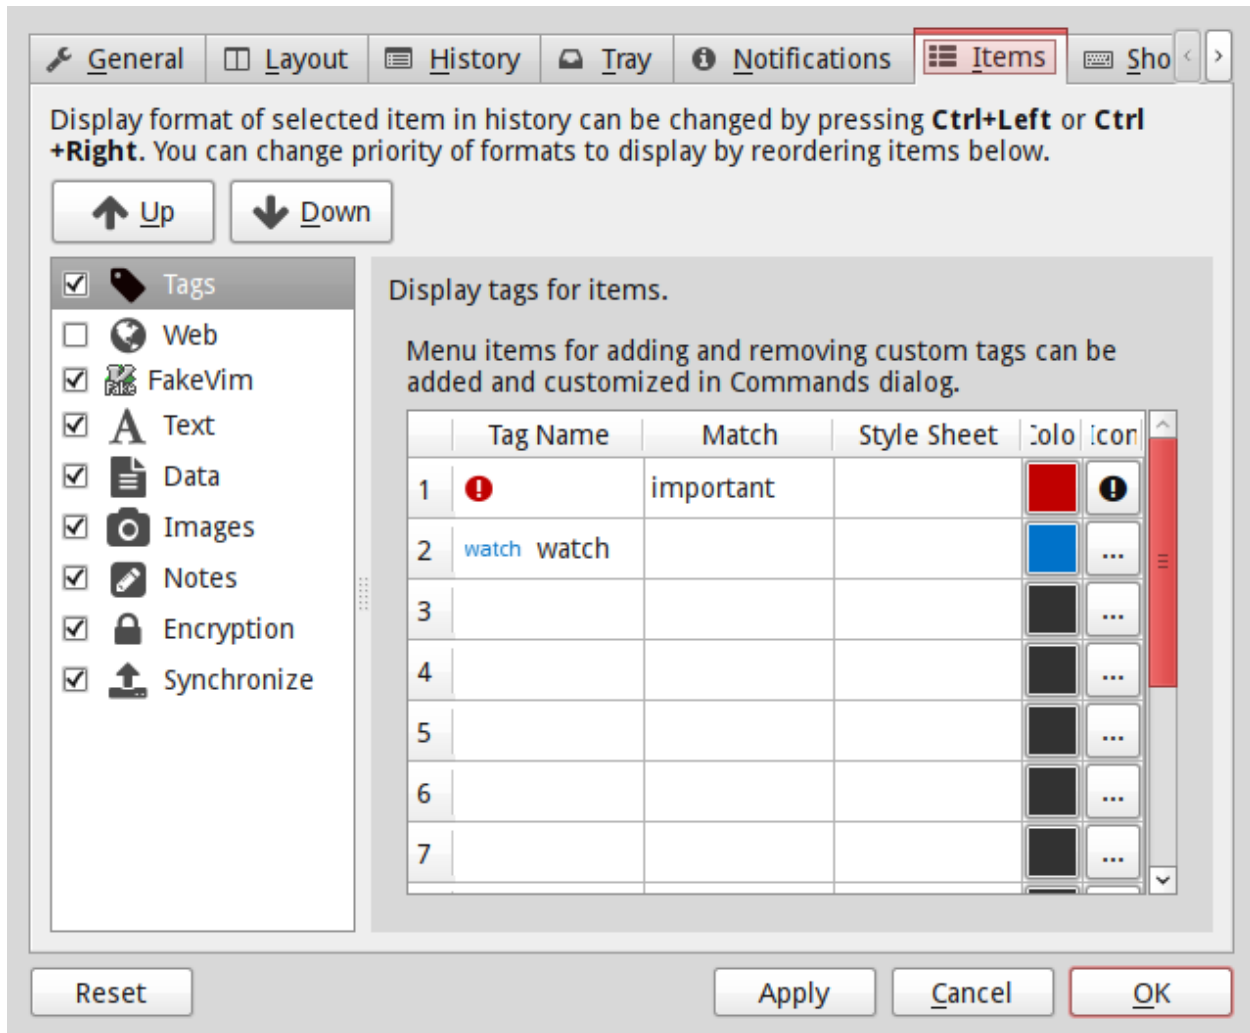 General Layout History Tray Notifications Items Sho
Display format of selected item in history can be changed by pressing Ctrl+Left or Ctrl
+Right. You can change priority of formats to display by reordering items below.
Up Down
Tags
Web
FakeVim
Text
Data
Images
Notes
Encryption
Synchronize
Display tags for items.
Menu items for adding and removing custom tags can be
added and customized in Commands dialog.
Tag Name Match Style Sheet Colo Icon
1 important
2 watch watch ...
3 ...
4 ...
5 ...
6 ...
7 ...
Reset Apply Cancel OK